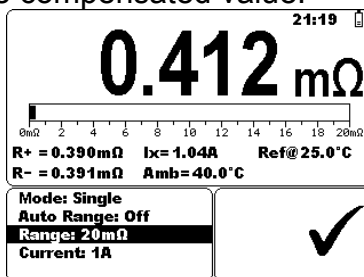 e compensated value.
21:19
0.412 mΩ
0mΩ 2 4 6 8 10 12 14 16 18 20mΩ
R+ =0.390mΩ Ix= 1.04A Ref@25.0°C
R- =0.391mΩ Amb=40.0°C
Mode: Single
Auto Range: Off
Range: 20mΩ
Current: 1A